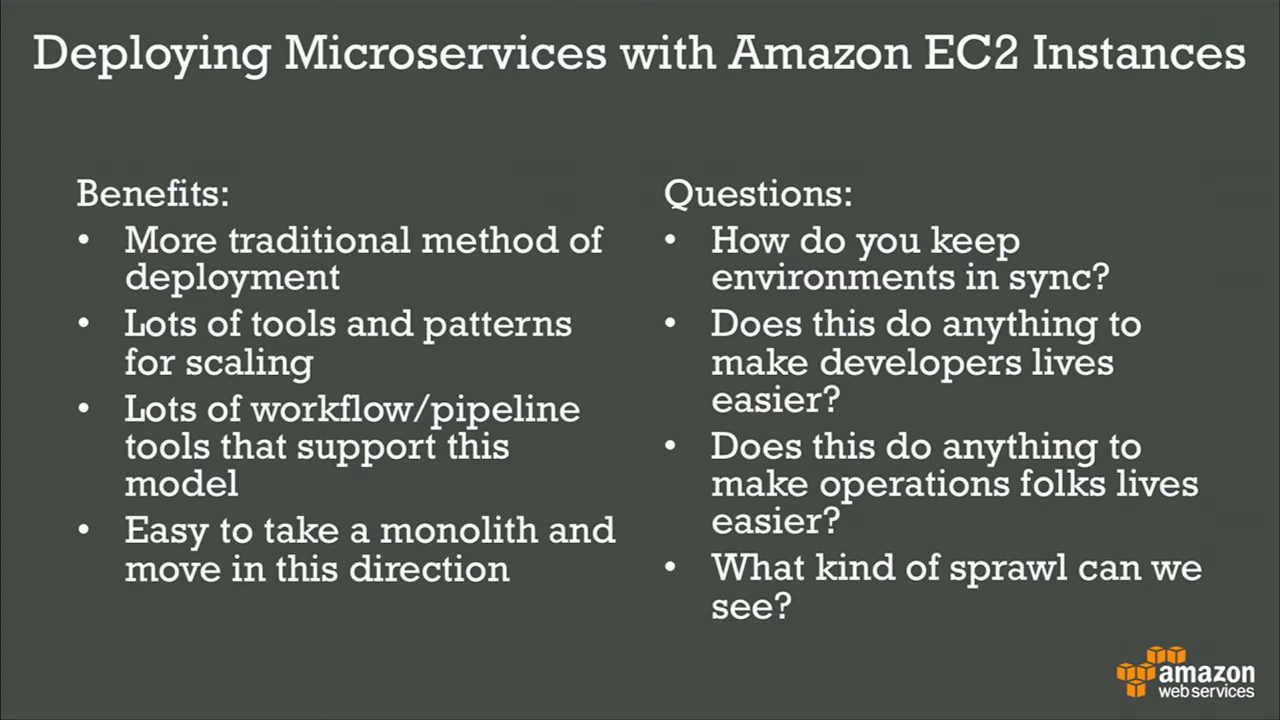 Deploying Microservices with Amazon EC2 Instances
Benefits:
• More traditional method of
deployment
• Lots of tools and patterns
for scaling
• Lots of workflow/pipeline
tools that support this
model
• Easy to take a monolith and
move in this direction
Questions:
• How do you keep
environments in sync?
• Does this do anything to
make developers lives
easier?
• Does this do anything to
make operations folks lives
easier?
• What kind of sprawl can we
see?
amazon
web services